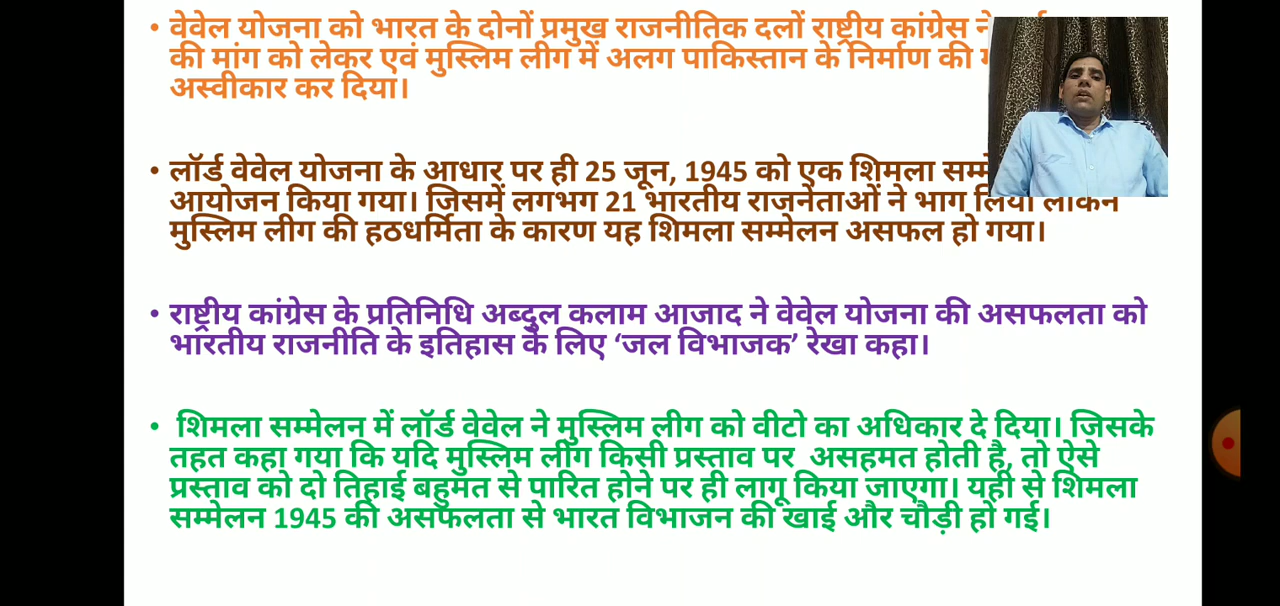 • वेवेल योजना को भारत के दोनों प्रमुख राजनीतिक दलों राष्ट्रीय कांग्रेस ने
की मांग को लेकर एवं मुस्लिम लीग में अलग पाकिस्तान के निर्माण की
अस्वीकार कर दिया।
• लॉर्ड वेवेल योजना के आधार पर ही 25 जून, 1945 को एक शिमला
आयोजन किया गया। जिसमें लगभग 21 भारतीय राजनेताओं ने भाग लिया लेकिन
मुस्लिम लीग की हठधर्मिता के कारण यह शिमला सम्मेलन असफल हो गया।
• राष्ट्रीय कांग्रेस के प्रतिनिधि अब्दुल कलाम आजाद ने वेवेल योजना की असफलता को
भारतीय राजनीति के इतिहास के लिए ‘जल विभाजक’ रेखा कहा।
• शिमला सम्मेलन में लॉर्ड वेवेल ने मुस्लिम लीग को वीटो का अधिकार दे दिया। जिसके
तहत कहा गया कि यदि मुस्लिम लीग किसी प्रस्ताव पर असहमत होती है, तो ऐसे
प्रस्ताव को दो तिहाई बहुमत से पारित होने पर ही लागू किया जाएगा। यही से शिमला
सम्मेलन 1945 की असफलता से भारत विभाजन की खाई और चौड़ी हो गई।